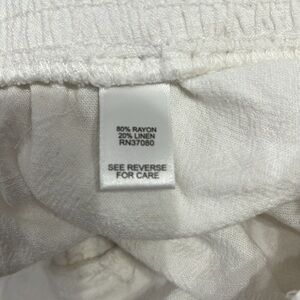 80% RAYON
20% LINEN
RN37080
SEE REVERSE
FOR CARE